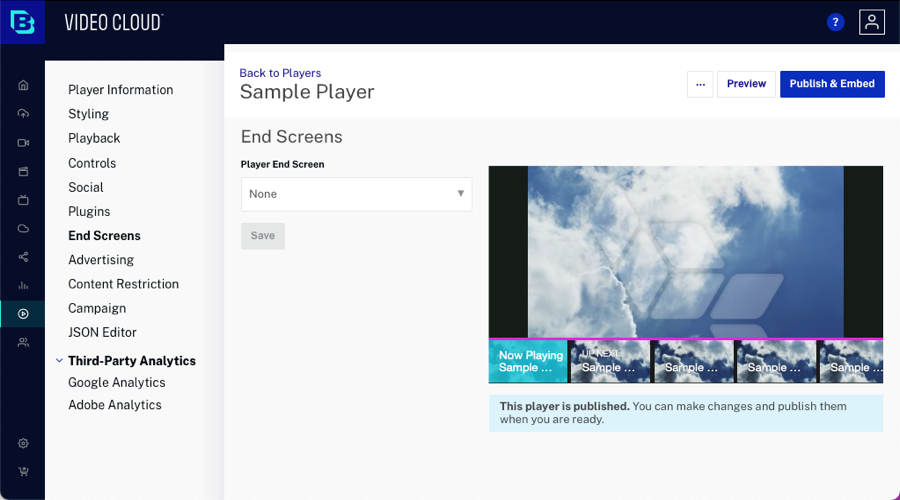 VIDEO CLOUD™
?
Back to Players
Sample Player
...
Preview
Publish & Embed
Player Information
Styling
Playback
Controls
Social
Plugins
End Screens
Advertising
Content Restriction
Campaign
JSON Editor
Third-Party Analytics
Google Analytics
Adobe Analytics
End Screens
Player End Screen
None
Save
Now Playing
Sample ...
UP NEXT
Sample ...
Sample ...
Sample ...
Sample ...
This player is published. You can make changes and publish them
when you are ready.